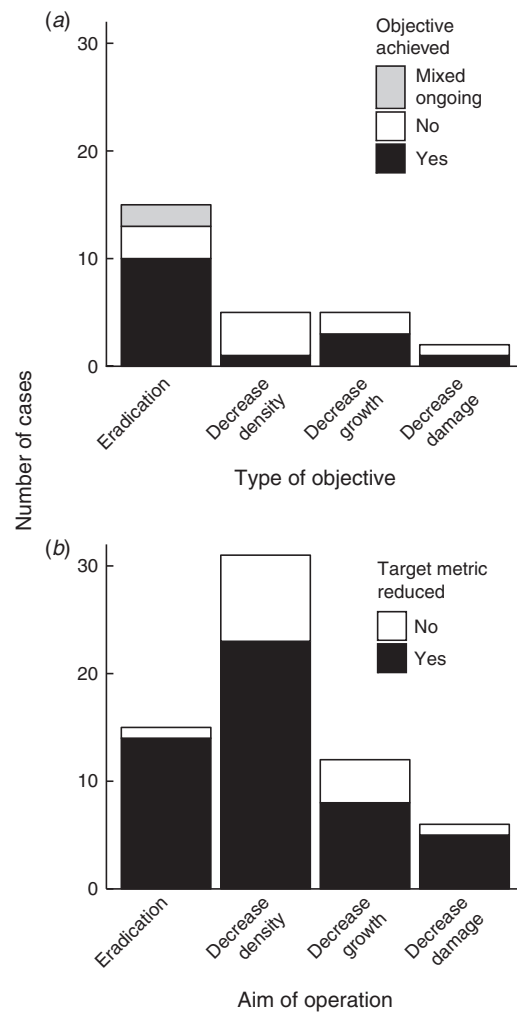 (a)
Objective
achieved
Mixed
ongoing
No
Yes
30
20
10
0
Eradication
Decrease
density
Decrease
growth
Decrease
damage
Type of objective
Number of cases
(b)
Target metric
reduced
No
Yes
30
20
10
0
Eradication
Decrease
density
Decrease
growth
Decrease
damage
Aim of operation